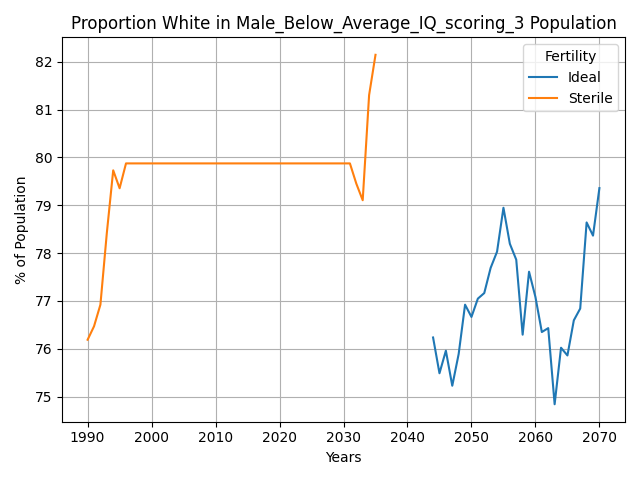 Proportion White in Male_Below_Average_IQ_scoring_3 Population
Fertility
Ideal
Sterile
% of Population
82
81
80
79
78
77
76
75
1990 2000 2010 2020 2030 2040 2050 2060 2070
Years